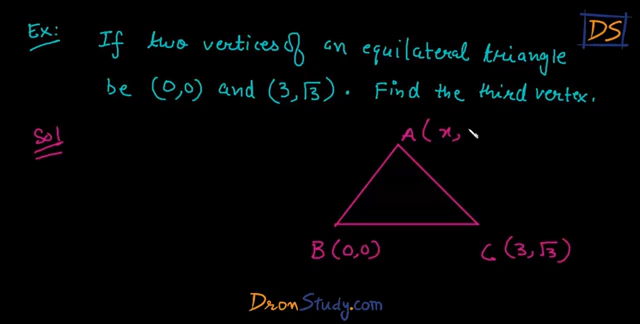 Ex:
If two vertices of an equilateral triangle
be (0,0) and (3,√3). Find the third vertex.
DS
Sol
A(x,
B(0,0)
C(3,√3)
DronStudy.com